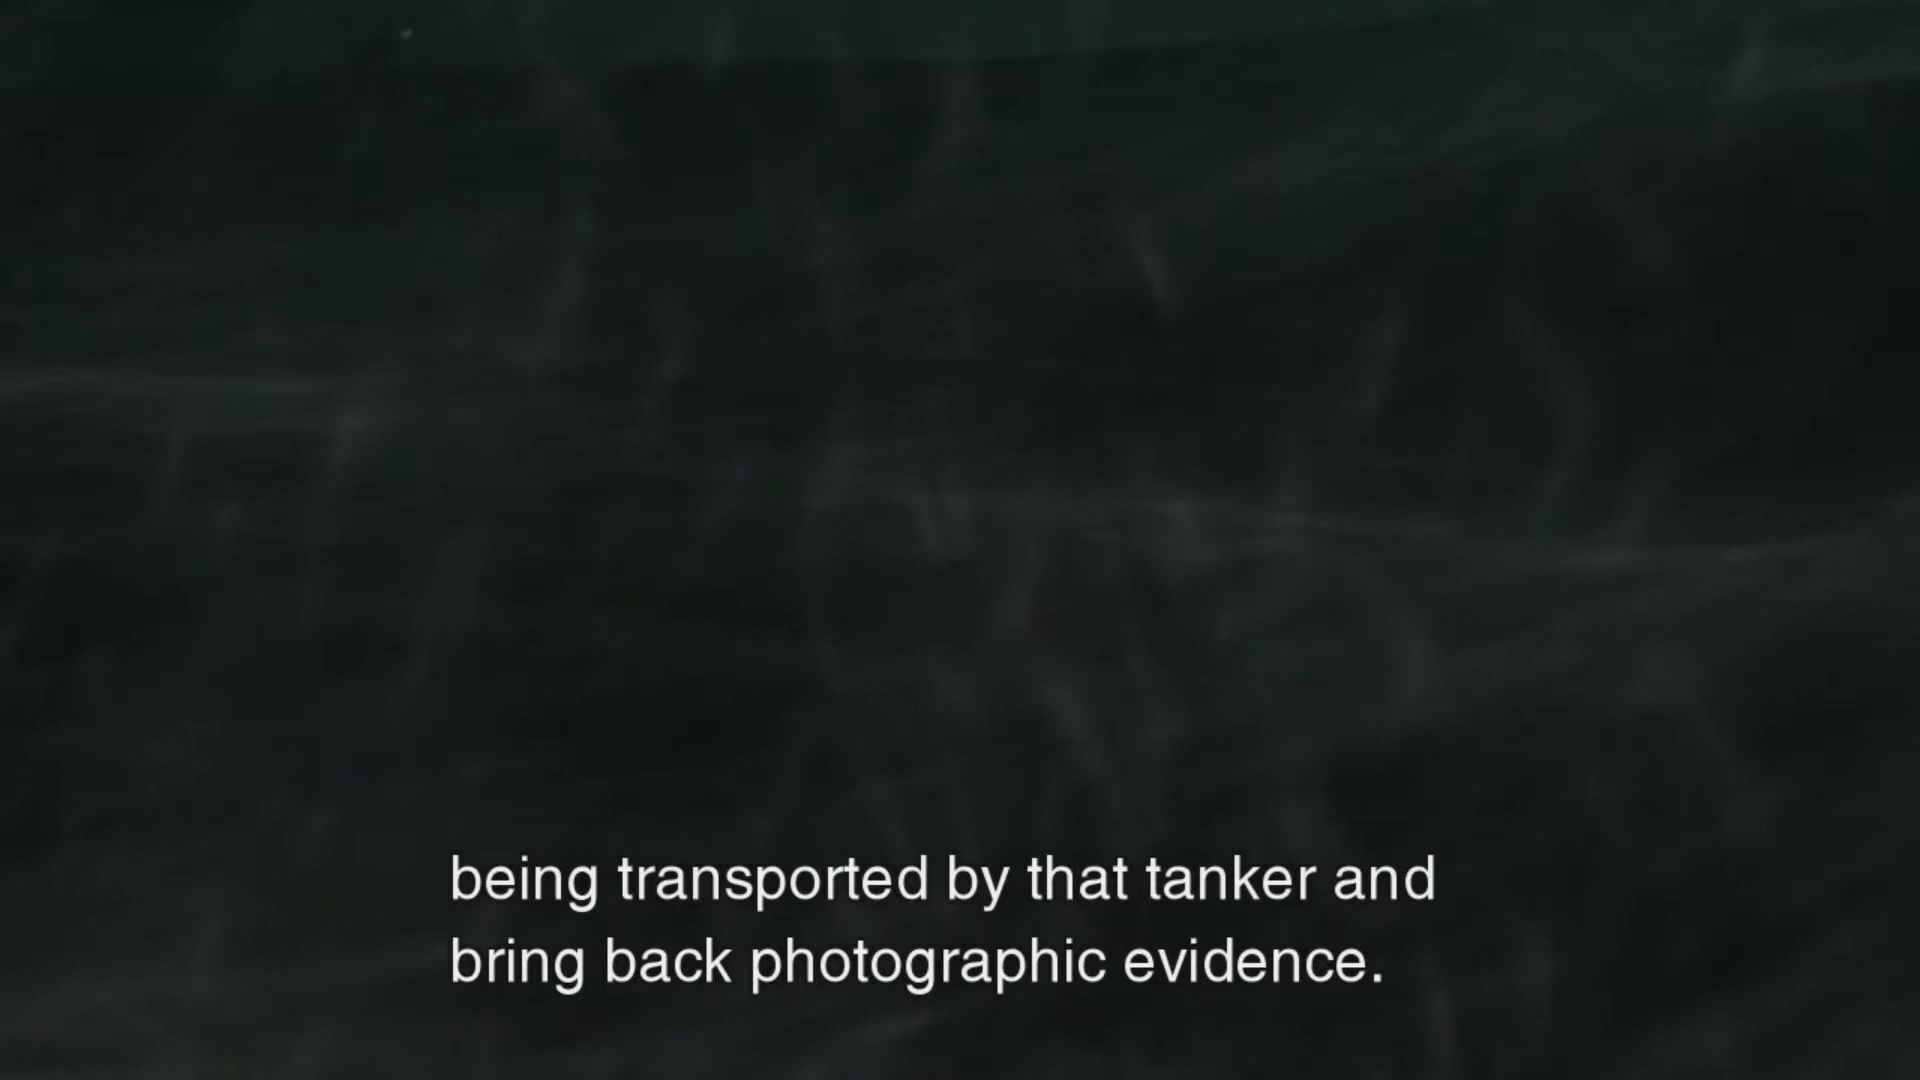 being transported by that tanker and
bring back photographic evidence.